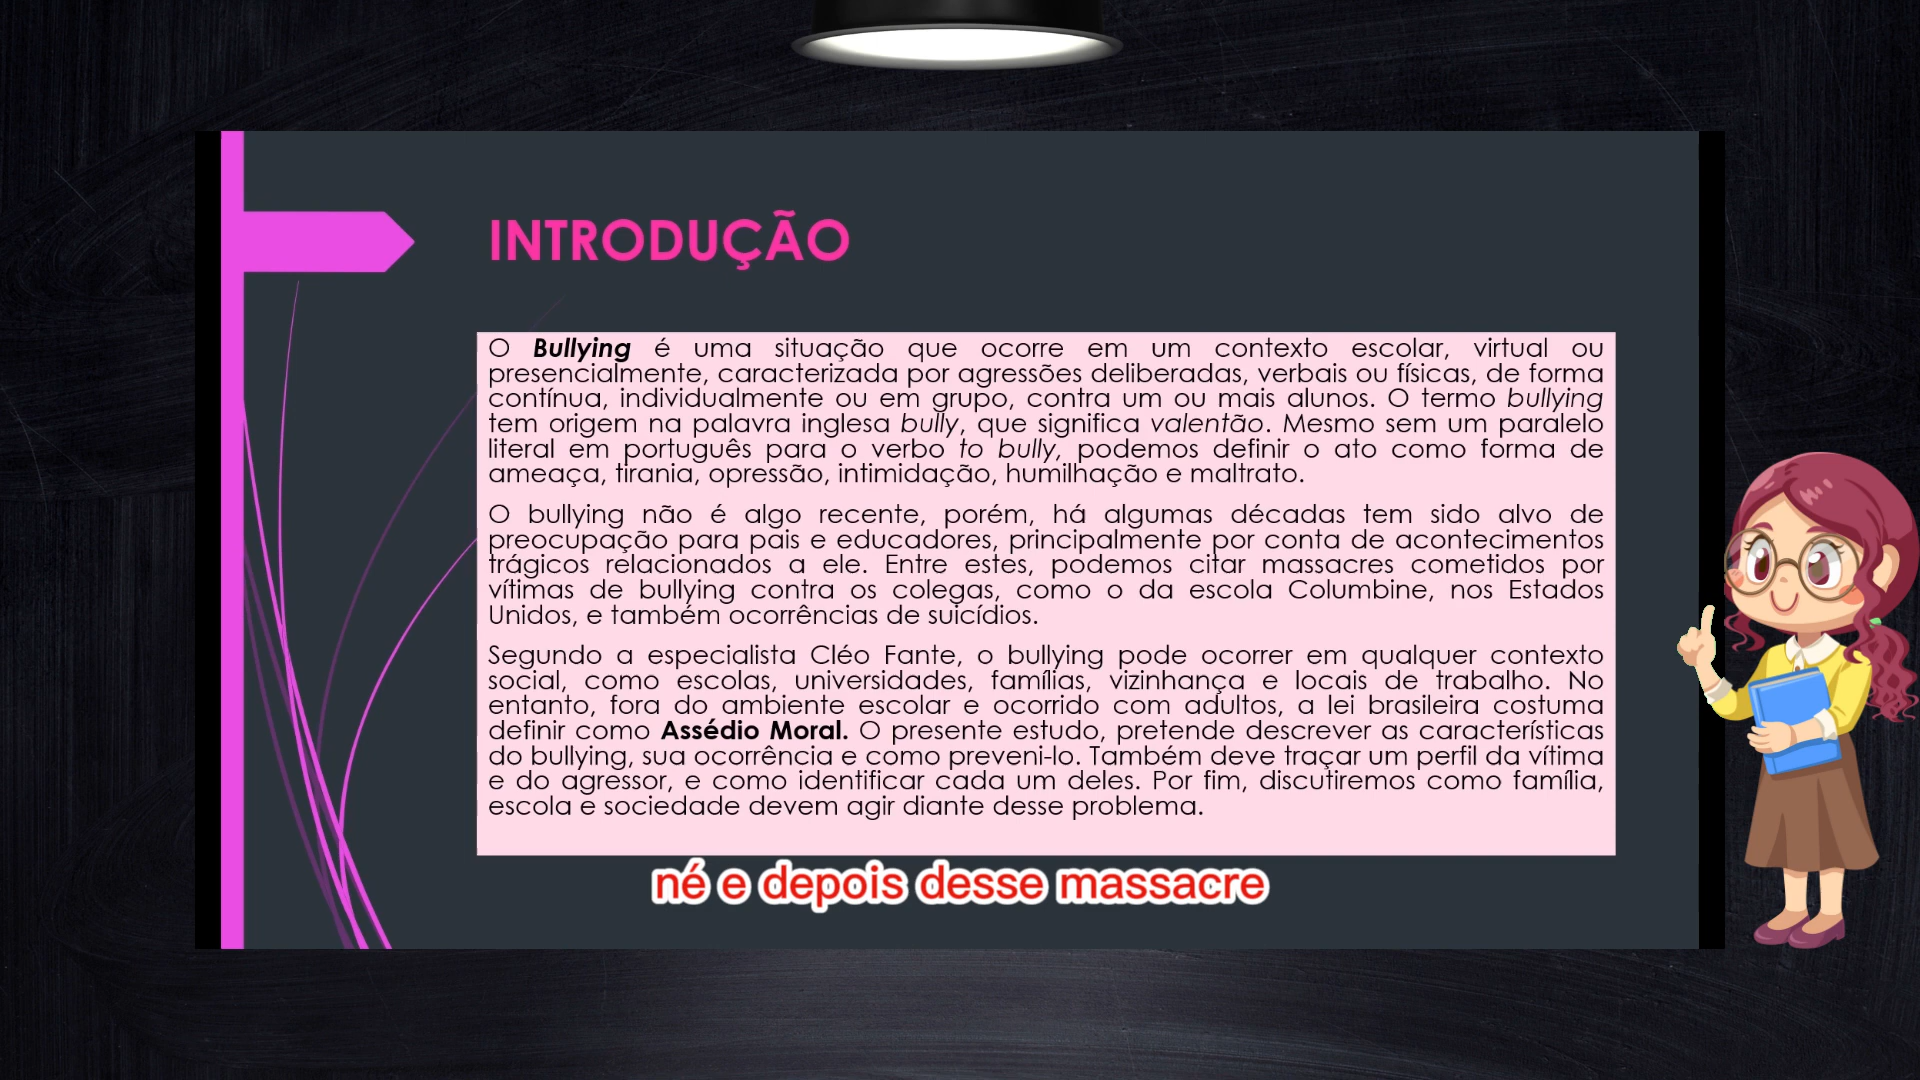 INTRODUÇÃO
O Bullying é uma situação que ocorre em um contexto escolar, virtual ou
presencialmente, caracterizada por agressões deliberadas, verbais ou físicas, de forma
contínua, individualmente ou em grupo, contra um ou mais alunos. O termo bullying
tem origem na palavra inglesa bully, que significa valentão. Mesmo sem um paralelo
literal em português para o verbo to bully, podemos definir o ato como forma de
ameaça, tirania, opressão, intimidação, humilhação e maltrato.
O bullying não é algo recente, porém, há algumas décadas tem sido alvo de
preocupação para pais e educadores, principalmente por conta de acontecimentos
trágicos relacionados a ele. Entre estes, podemos citar massacres cometidos por
vítimas de bullying contra os colegas, como o da escola Columbine, nos Estados
Unidos, e também ocorrências de suicídios.
Segundo a especialista Cléo Fante, o bullying pode ocorrer em qualquer contexto
social, como escolas, universidades, famílias, vizinhança e locais de trabalho. No
entanto, fora do ambiente escolar e ocorrido com adultos, a lei brasileira costuma
definir como Assédio Moral. O presente estudo, pretende descrever as características
do bullying, sua ocorrência e como preveni-lo. Também deve traçar um perfil da vítima
e do agressor, e como identificar cada um deles. Por fim, discutiremos como família,
escola e sociedade devem agir diante desse problema.
né e depois desse massacre